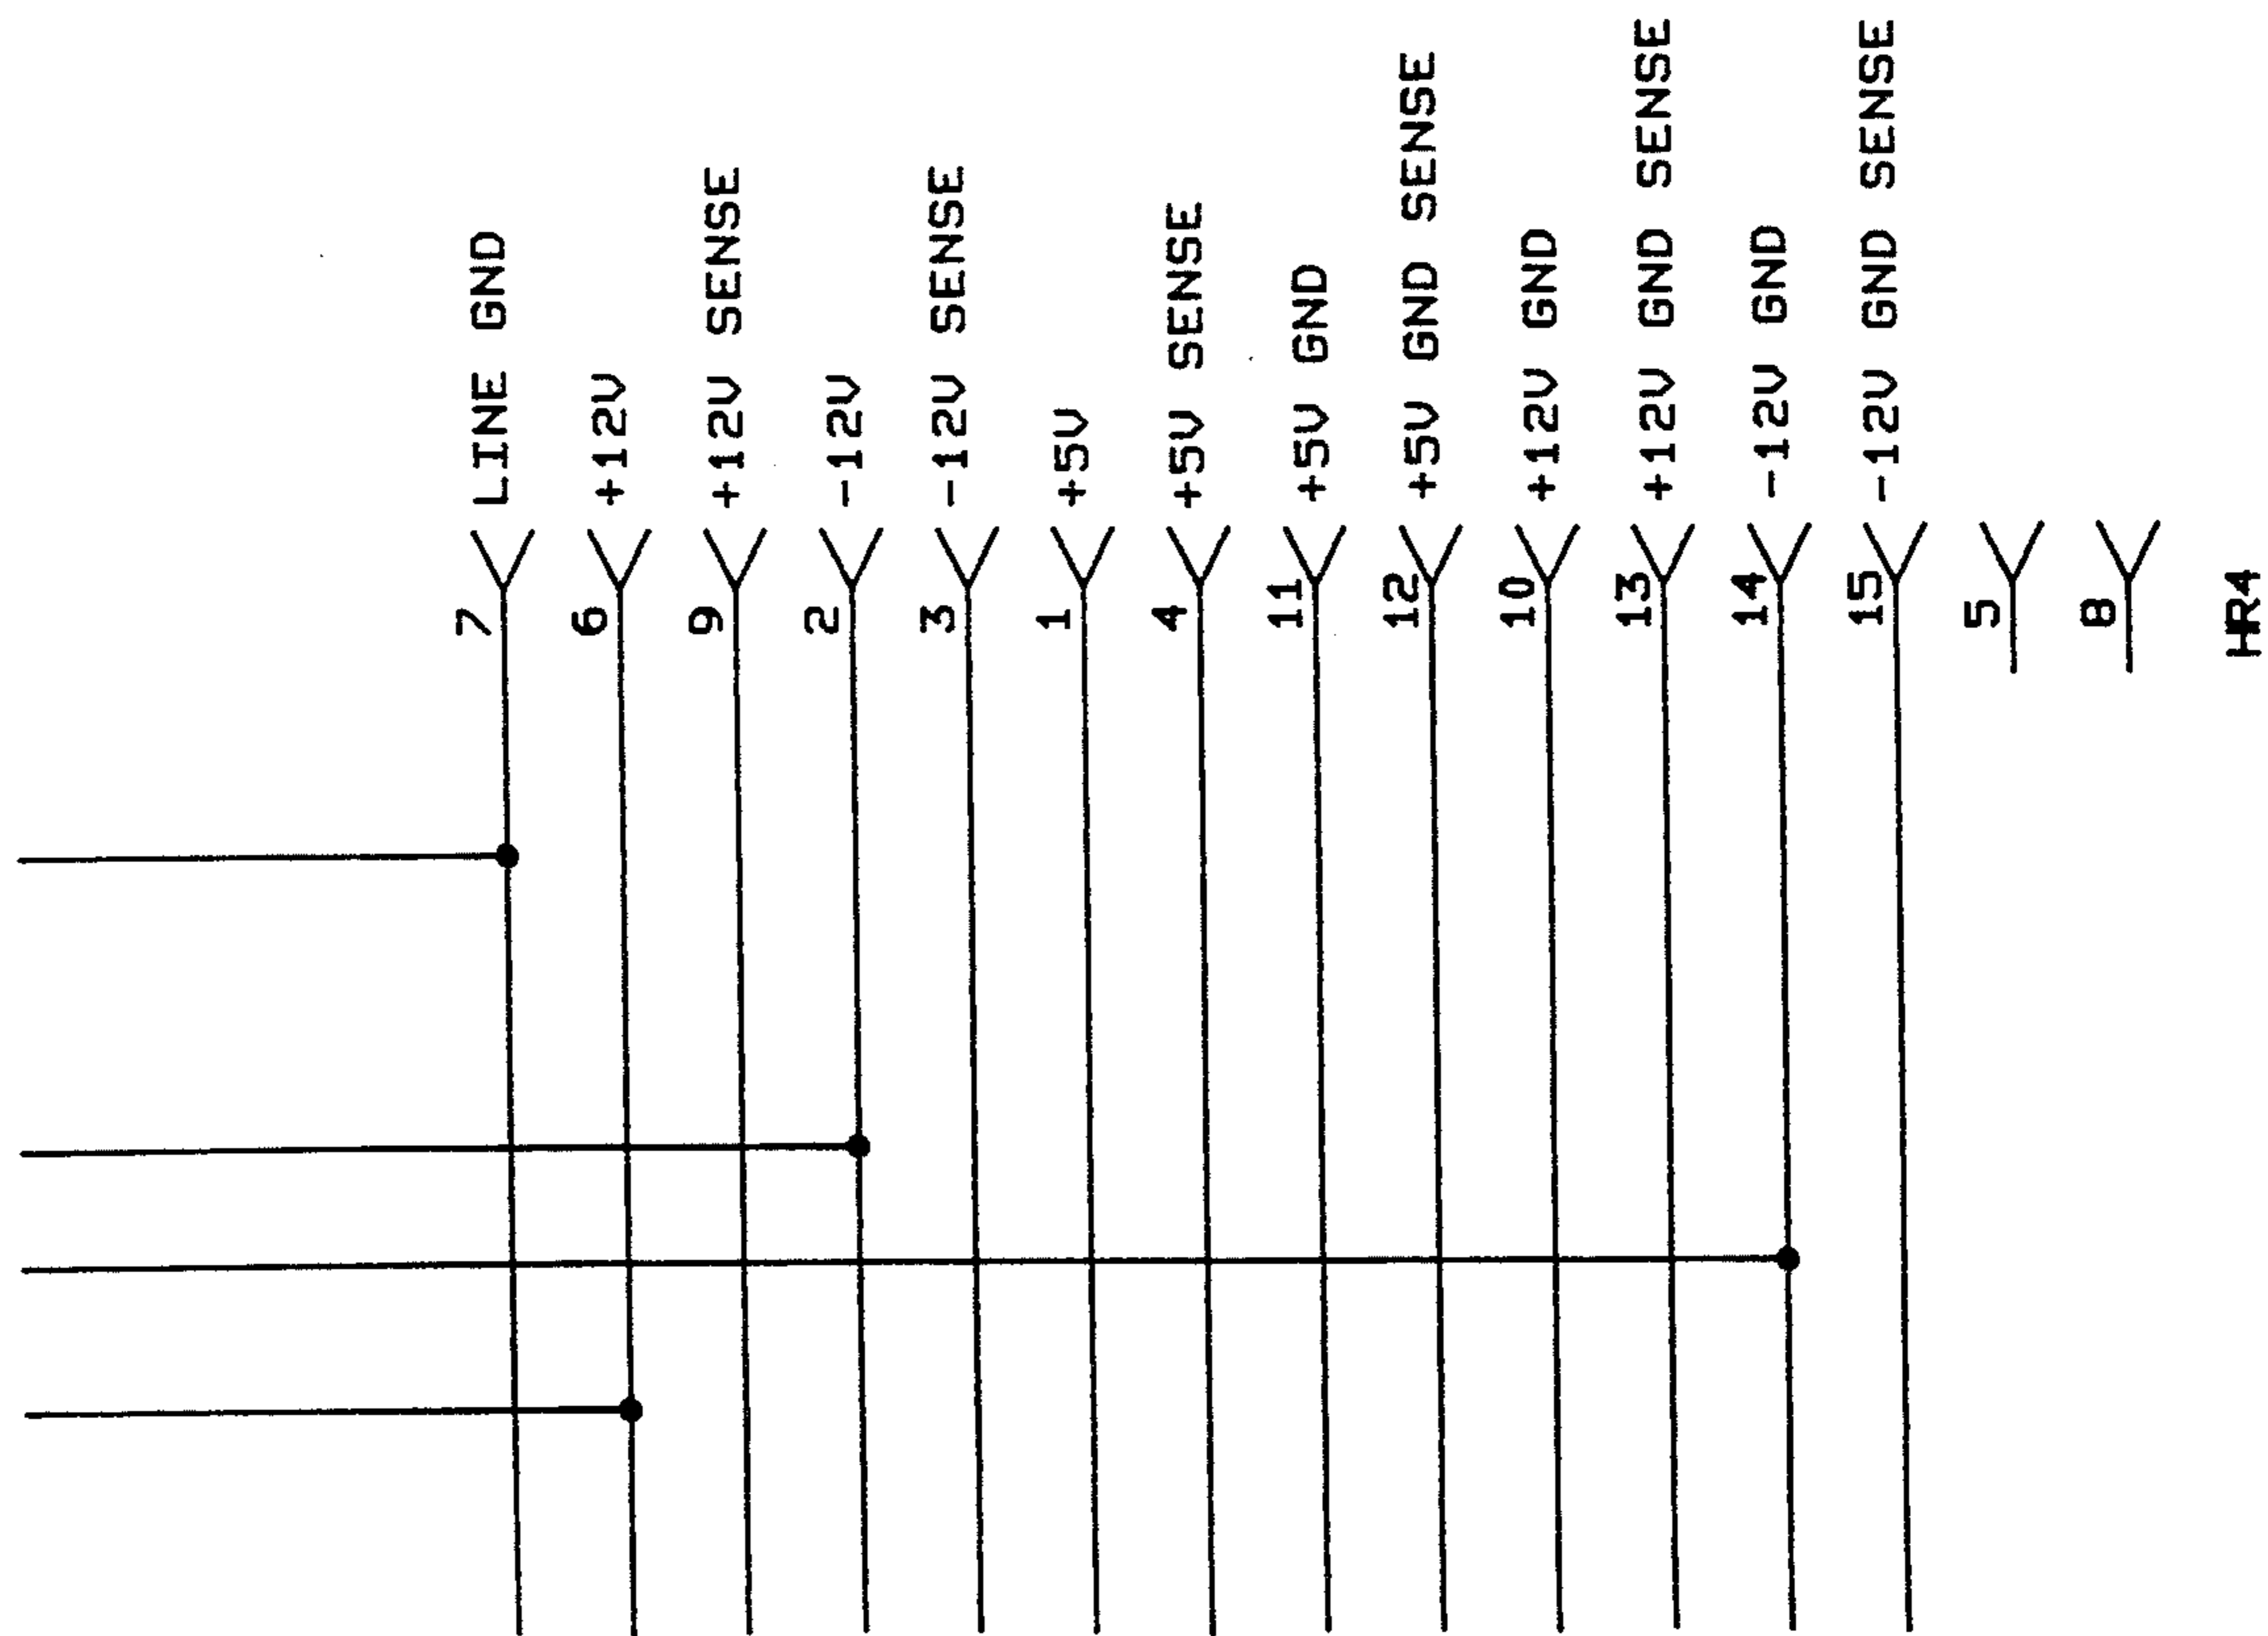 7 LINE GND
6 +12V
9 +12V SENSE
2 -12V
3 -12V SENSE
1 +5V
4 +5V SENSE
11 +5V GND
12 +5V GND SENSE
10 +12V GND
13 +12V GND SENSE
14 -12V GND
15 -12V GND SENSE
5
8
HR4